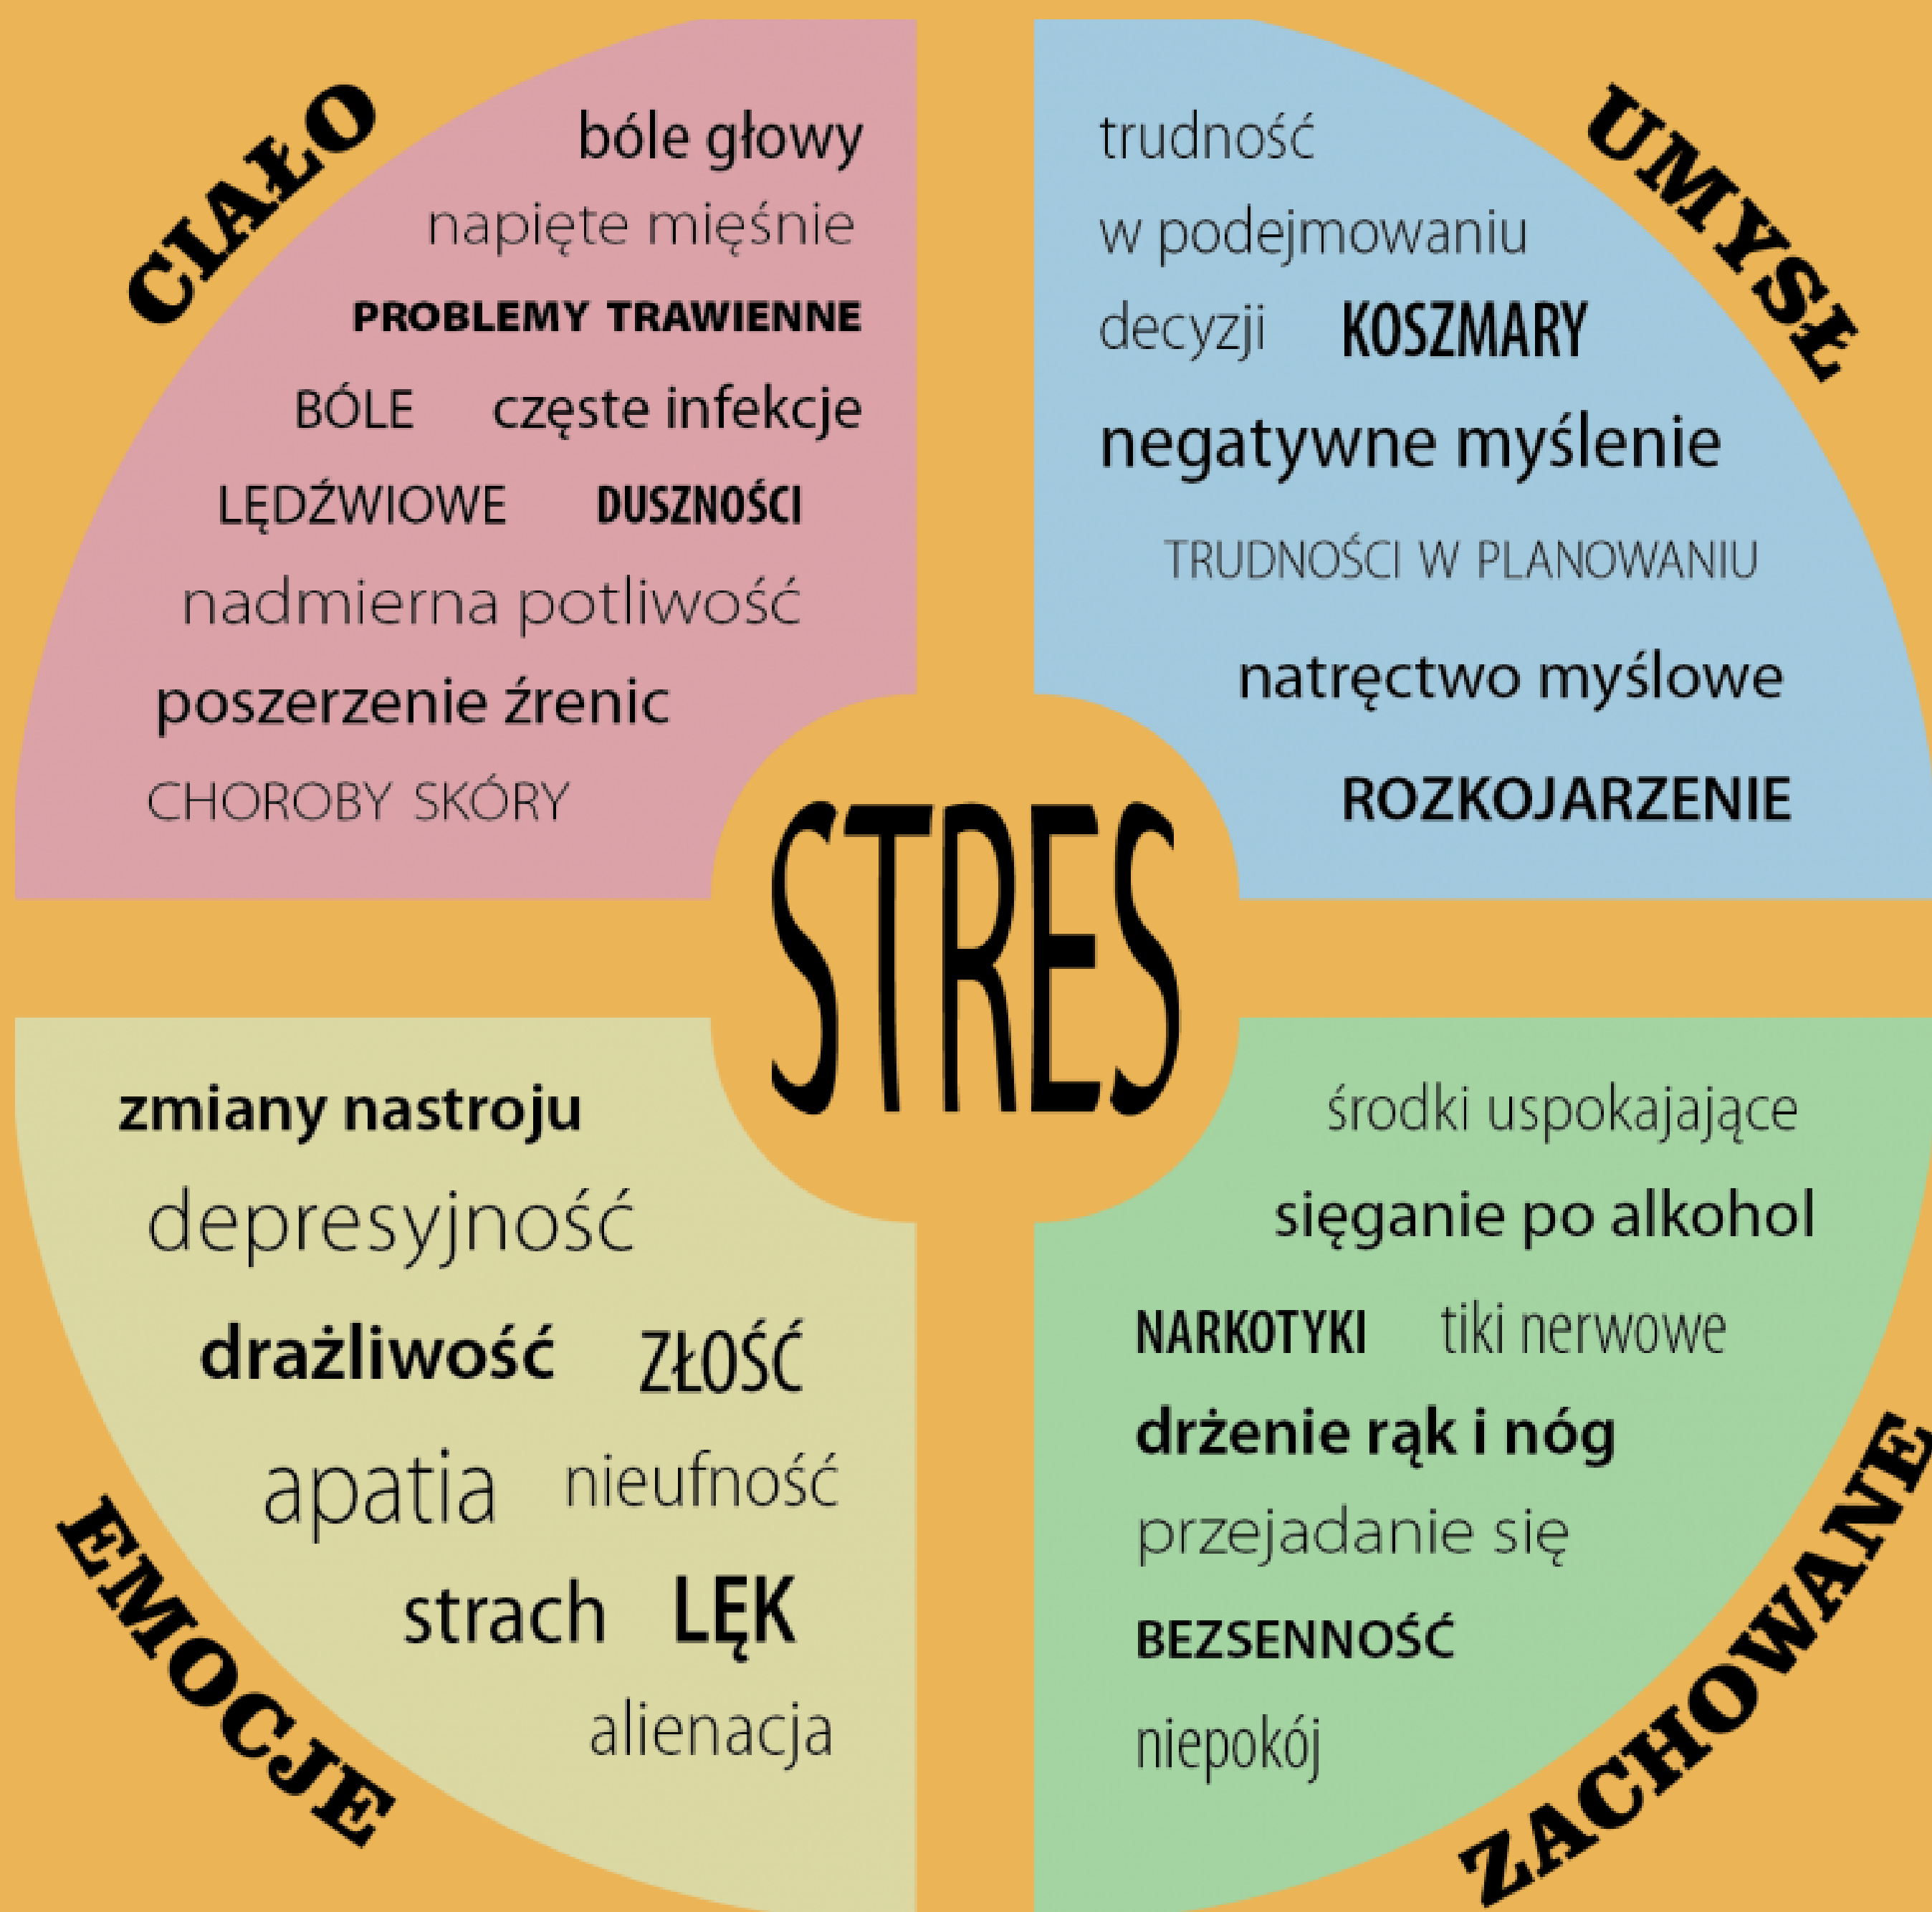 CIAŁO
bóle głowy
napięte mięśnie
PROBLEMY TRAWIENNE
BÓLE częste infekcje
LĘDŹWIOWE DUSZNOŚCI
nadmierna potliwość
poszerzenie źrenic
CHOROBY SKÓRY
UMYSŁ
trudność
w podejmowaniu
decyzji KOSZMARY
negatywne myślenie
TRUDNOŚCI W PLANOWANIU
natręctwo myślowe
ROZKOJARZENIE
STRES
zmiany nastroju
depresyjność
drażliwość ZŁOŚĆ
apatia nieufność
strach LĘK
alienacja
EMOCJE
środki uspokajające
sięganie po alkohol
NARKOTYKI tiki nerwowe
drżenie rąk i nóg
przejadanie się
BEZSENNOŚĆ
niepokój
ZACHOWANE